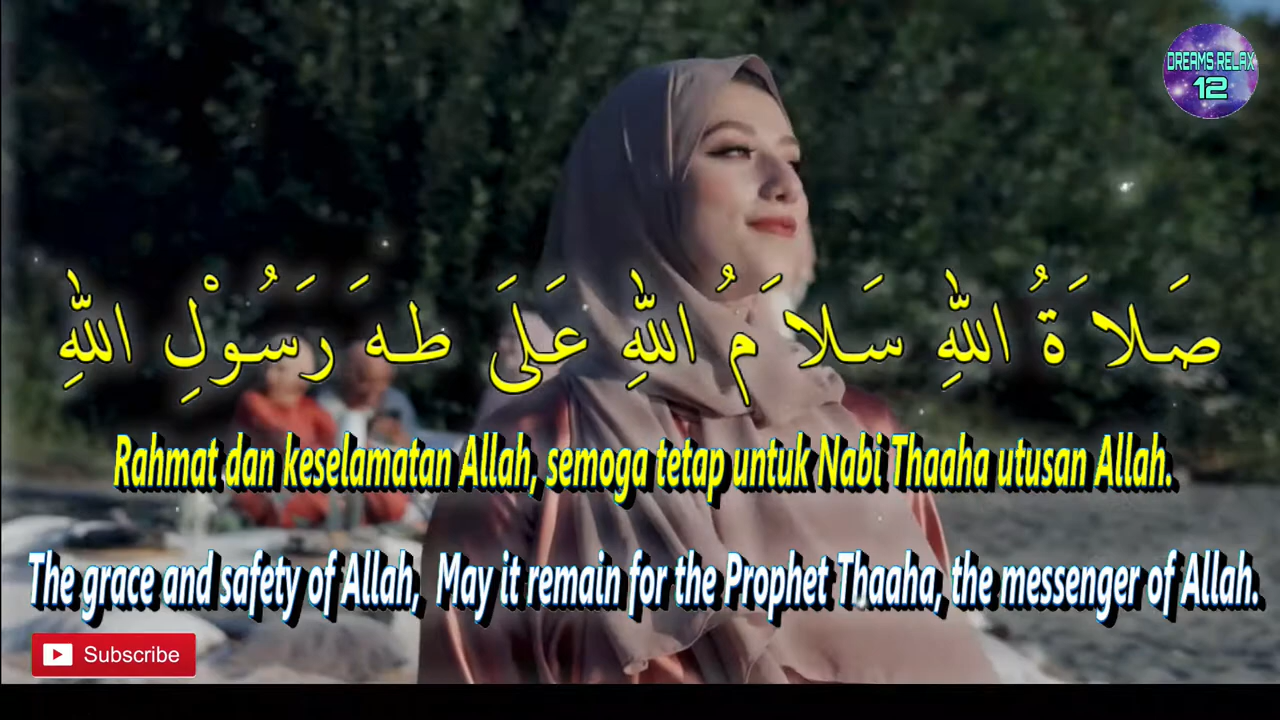 DREAMS RELAX
12
صَلاَةُ اللهِ سَلاَمُ اللهِ عَلَى طهَ رَسُوْلِ اللهِ
Rahmat dan keselamatan Allah, semoga tetap untuk Nabi Thaaha utusan Allah.
The grace and safety of Allah, May it remain for the Prophet Thaaha, the messenger of Allah.
Subscribe